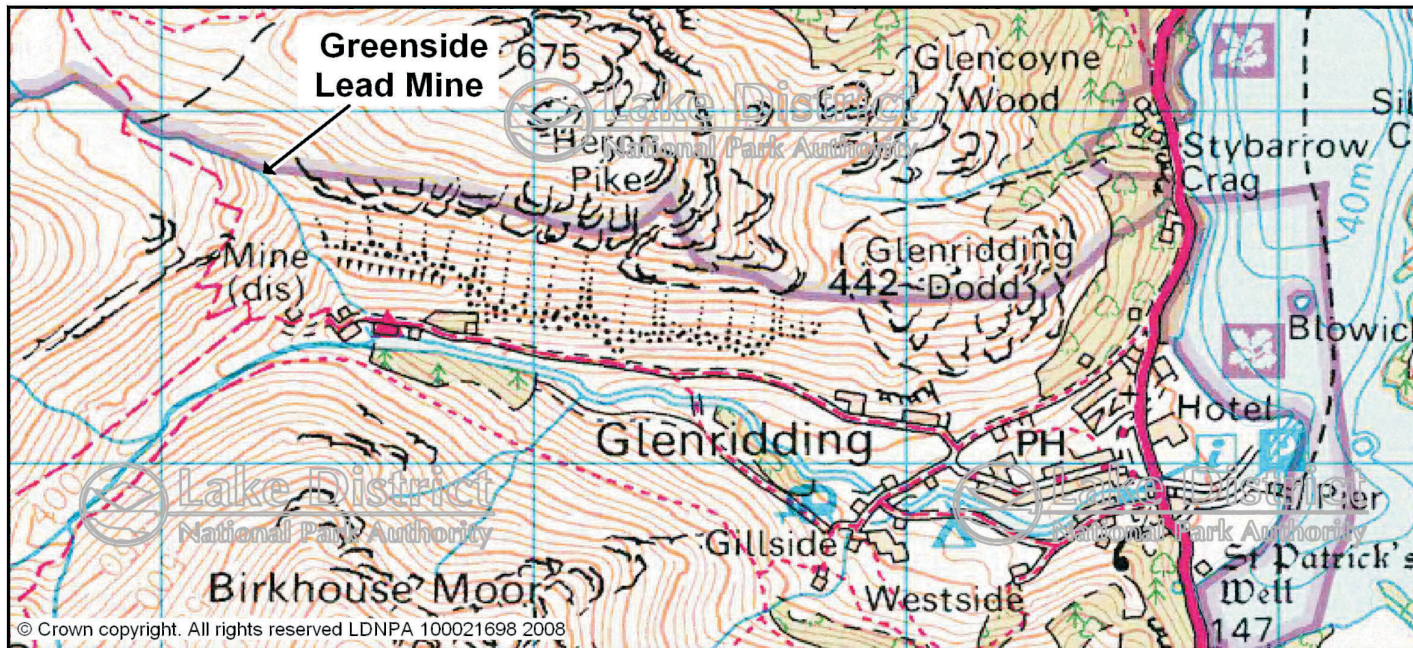 Greenside
Lead Mine
675
Heron
Pike
Glencoyne
Wood
Stybarrow
Crag
40m
Mine
(dis)
Glenridding
442 Dodd
Glenridding
PH
Hotel
Pier
Gillside
Westside
Birkhouse Moor
St Patrick's
Well
147
Lake District
National Park Authority
Lake District
National Park Authority
Lake District
National Park Authority
© Crown copyright. All rights reserved LDNPA 100021698 2008